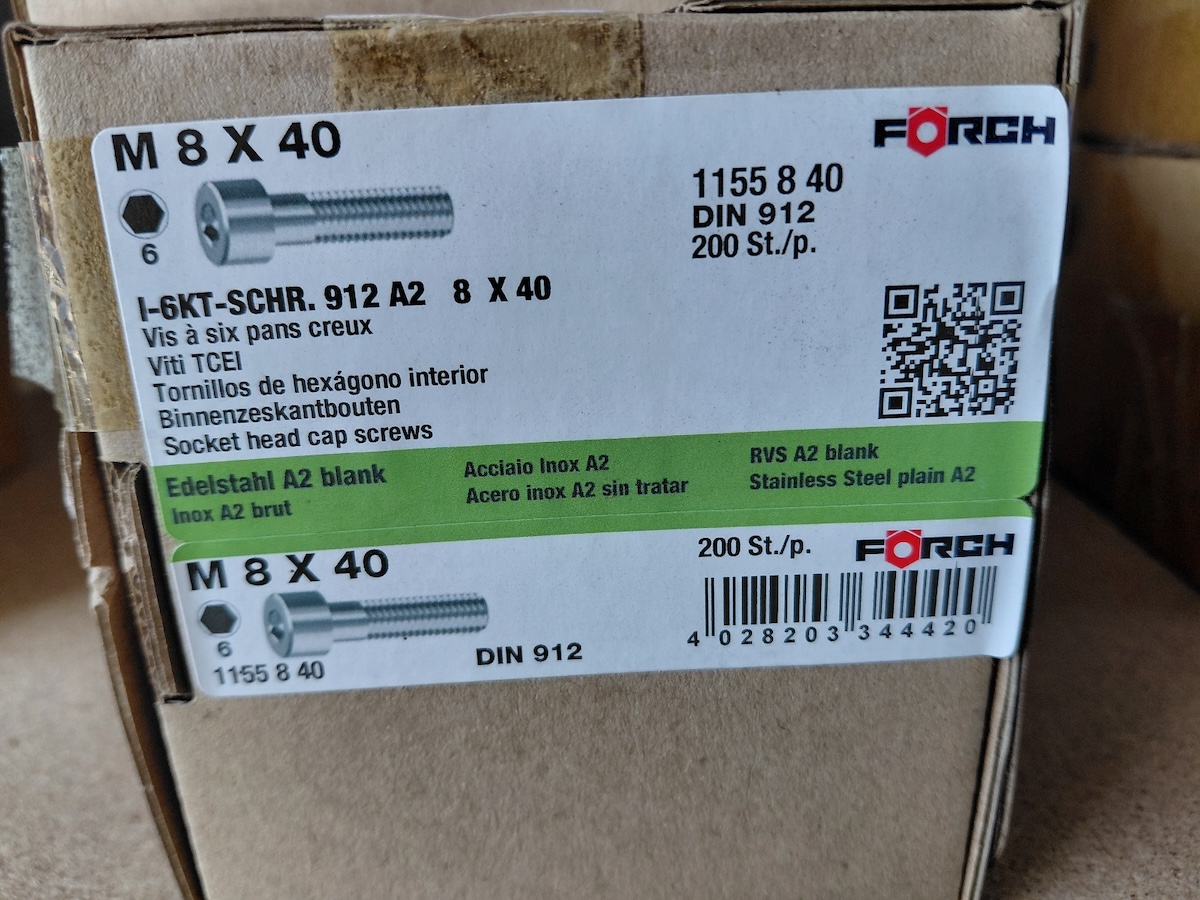 M 8 X 40
FÖRCH
6
1155 8 40
DIN 912
200 St./p.
I-6KT-SCHR. 912 A2 8 X 40
Vis à six pans creux
Viti TCEI
Tornillos de hexágono interior
Binnenzeskantbouten
Socket head cap screws
Edelstahl A2 blank
Inox A2 brut
Acciaio Inox A2
Acero inox A2 sin tratar
RVS A2 blank
Stainless Steel plain A2
M 8 X 40
6
1155 8 40
DIN 912
200 St./p.
FÖRCH
4 028203 344420